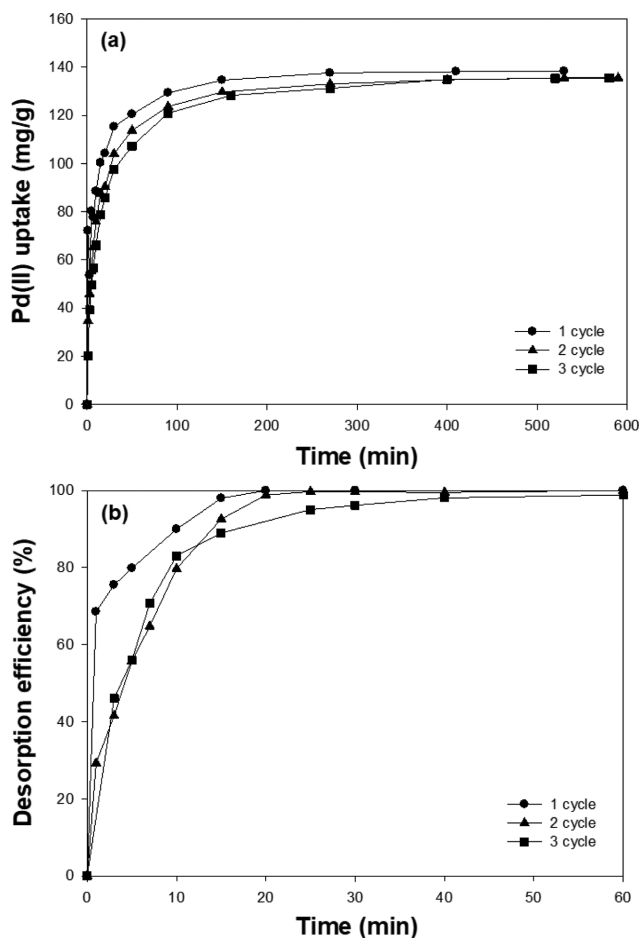 160
(a)
140
120
100
80
60
40
20
0
Pd(II) uptake (mg/g)
1 cycle
2 cycle
3 cycle
0 100 200 300 400 500 600
Time (min)
100
(b)
80
60
40
20
0
Desorption efficiency (%)
1 cycle
2 cycle
3 cycle
0 10 20 30 40 50 60
Time (min)